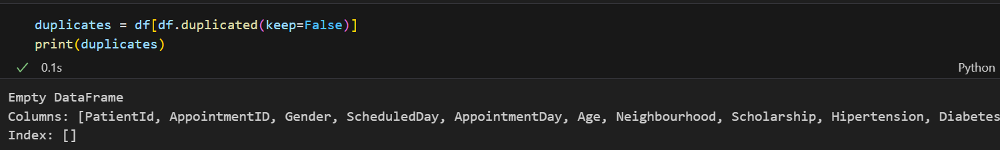 duplicates = df[df.duplicated(keep=False)]
print(duplicates)
0.1s
Python
Empty DataFrame
Columns: [PatientId, AppointmentID, Gender, ScheduledDay, AppointmentDay, Age, Neighbourhood, Scholarship, Hipertension, Diabetes
Index: []